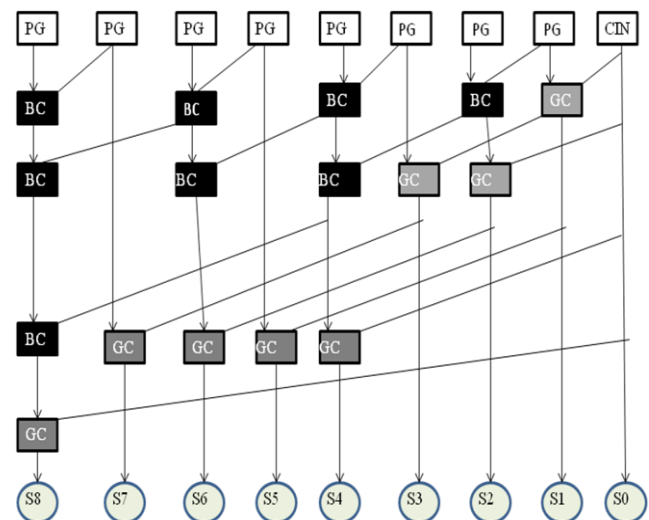 PG PG PG PG PG PG PG PG CIN
BC BC BC BC GC
BC BC BC GC GC
BC GC GC GC GC
GC
S8 S7 S6 S5 S4 S3 S2 S1 S0